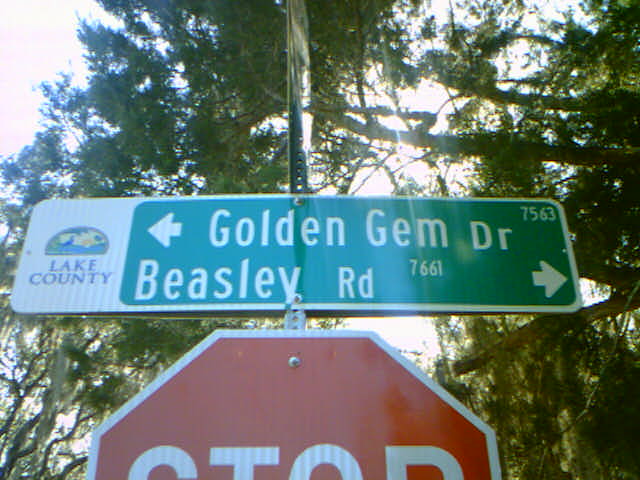 LAKE
COUNTY
Golden Gem Dr 7563
Beasley Rd 7661
STOP